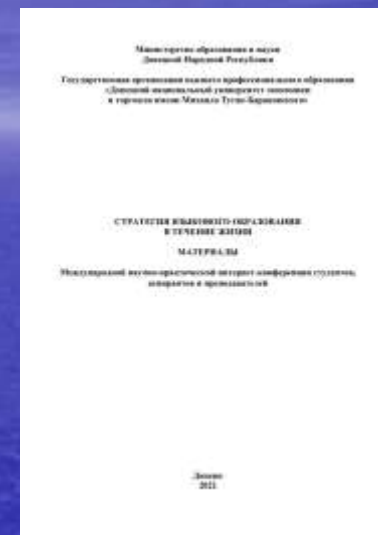 Министерство образования и науки
Донецкой Народной Республики
Государственная организация высшего профессионального образования
«Донецкий национальный университет экономики
и торговли имени Михаила Туган-Барановского»
СТРАТЕГИЯ ЯЗЫКОВОГО ОБРАЗОВАНИЯ
В ТЕЧЕНИЕ ЖИЗНИ
МАТЕРИАЛЫ
Международной научно-практической интернет-конференции студентов,
аспирантов и преподавателей
Донецк
2021